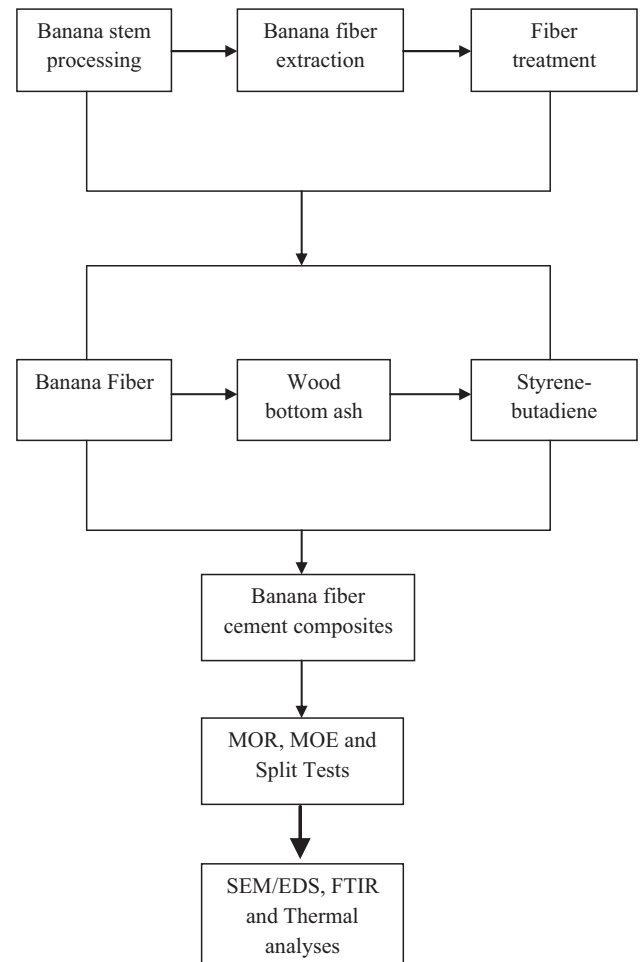 Banana stem
processing
Banana fiber
extraction
Fiber
treatment
Banana Fiber
Wood
bottom ash
Styrene-
butadiene
Banana fiber
cement composites
MOR, MOE and
Split Tests
SEM/EDS, FTIR
and Thermal
analyses